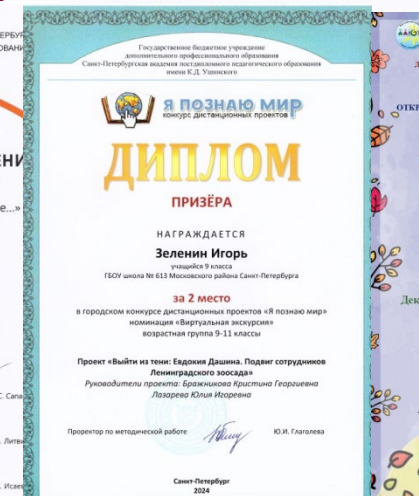 Государственное бюджетное учреждение
дополнительного профессионального образования
Санкт-Петербургская академия постдипломного педагогического образования
имени К.Д. Ушинского
Я ПОЗНАЮ МИР
конкурс дистанционных проектов
ДИПЛОМ
ПРИЗЁРА
НАГРАЖДАЕТСЯ
Зеленин Игорь
учащийся 9 класса
ГБОУ школа № 613 Московского района Санкт-Петербурга
за 2 место
в городском конкурсе дистанционных проектов «Я познаю мир»
номинация «Виртуальная экскурсия»
возрастная группа 9-11 классы
Проект «Выйти из тени: Евдокия Дашина. Подвиг сотрудников
Ленинградского зоосада»
Руководители проекта: Бражникова Кристина Георгиевна
Лазарева Юлия Игоревна
Проректор по методической работе
Ю.И. Глаголева
Санкт-Петербург
2024